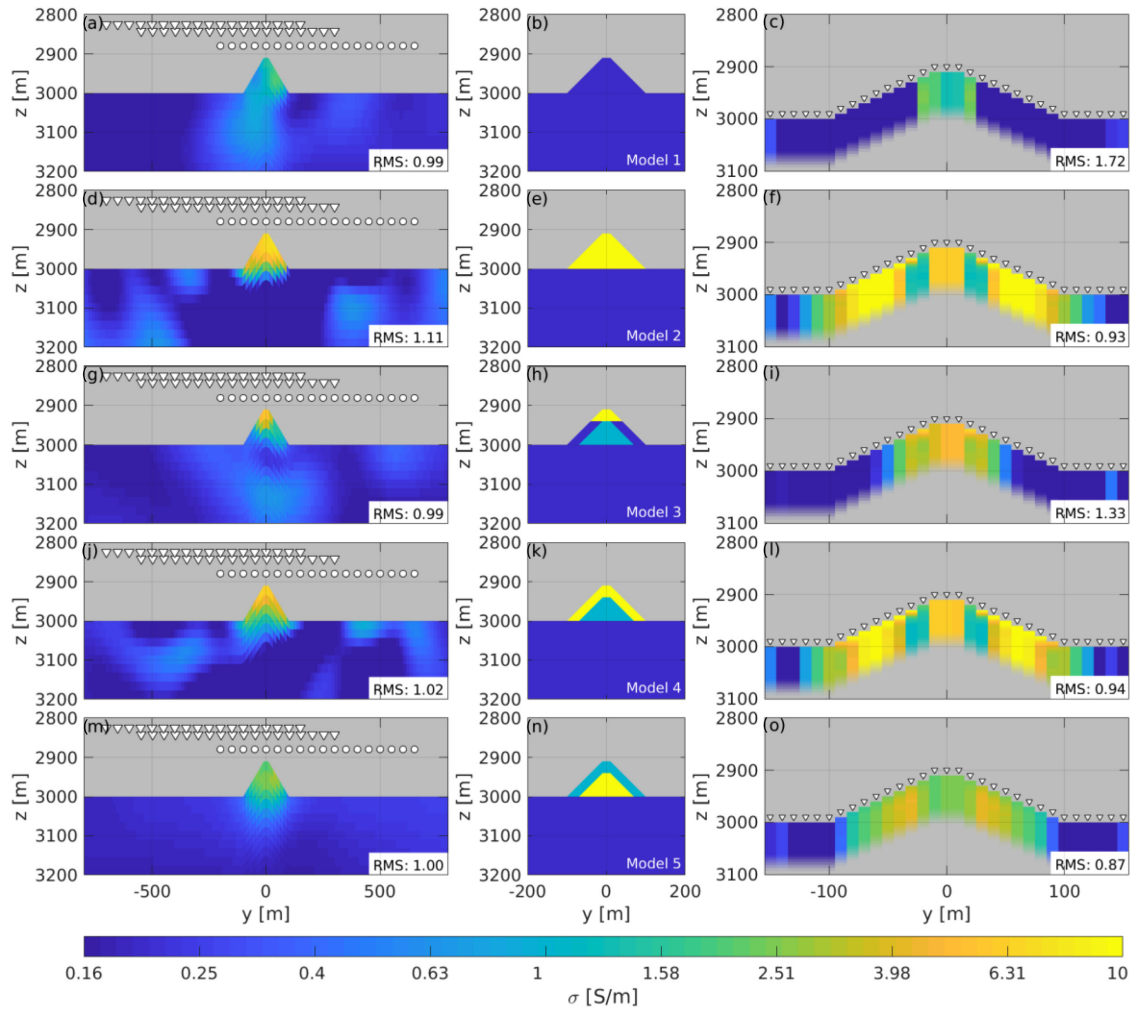 (a) (b) (c)
2800 2800 2800
2900 2900 2900
z [m] z [m] z [m]
3000 3000 3000
3100 3100
3200 3200 3100
RMS: 0.99 Model 1 RMS: 1.72
(d) (e) (f)
2800 2800 2800
2900 2900 2900
z [m] z [m] z [m]
3000 3000 3000
3100 3100
3200 3200 3100
RMS: 1.11 Model 2 RMS: 0.93
(g) (h) (i)
2800 2800 2800
2900 2900 2900
z [m] z [m] z [m]
3000 3000 3000
3100 3100
3200 3200 3100
RMS: 0.99 Model 3 RMS: 1.33
(j) (k) (l)
2800 2800 2800
2900 2900 2900
z [m] z [m] z [m]
3000 3000 3000
3100 3100
3200 3200 3100
RMS: 1.02 Model 4 RMS: 0.94
(m) (n) (o)
2800 2800 2800
2900 2900 2900
z [m] z [m] z [m]
3000 3000 3000
3100 3100
3200 3200 3100
RMS: 1.00 Model 5 RMS: 0.87
-500 0 500 -200 0 200 -100 0 100
y [m] y [m] y [m]
0.16 0.25 0.4 0.63 1 1.58 2.51 3.98 6.31 10
σ [S/m]